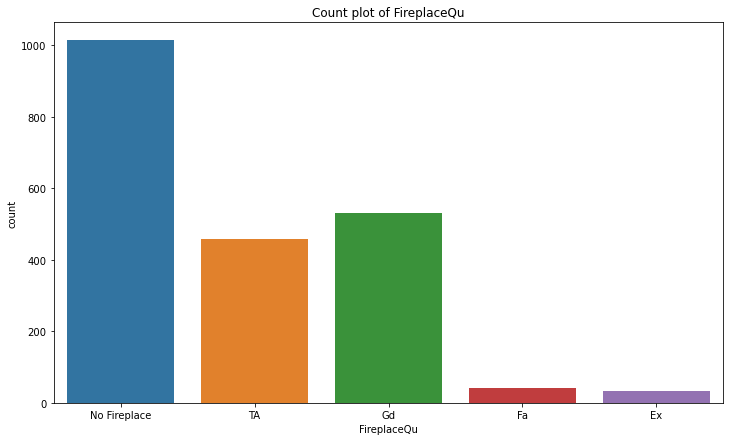 Count plot of FireplaceQu
1000
800
600
400
200
0
count
No Fireplace TA Gd Fa Ex
FireplaceQu